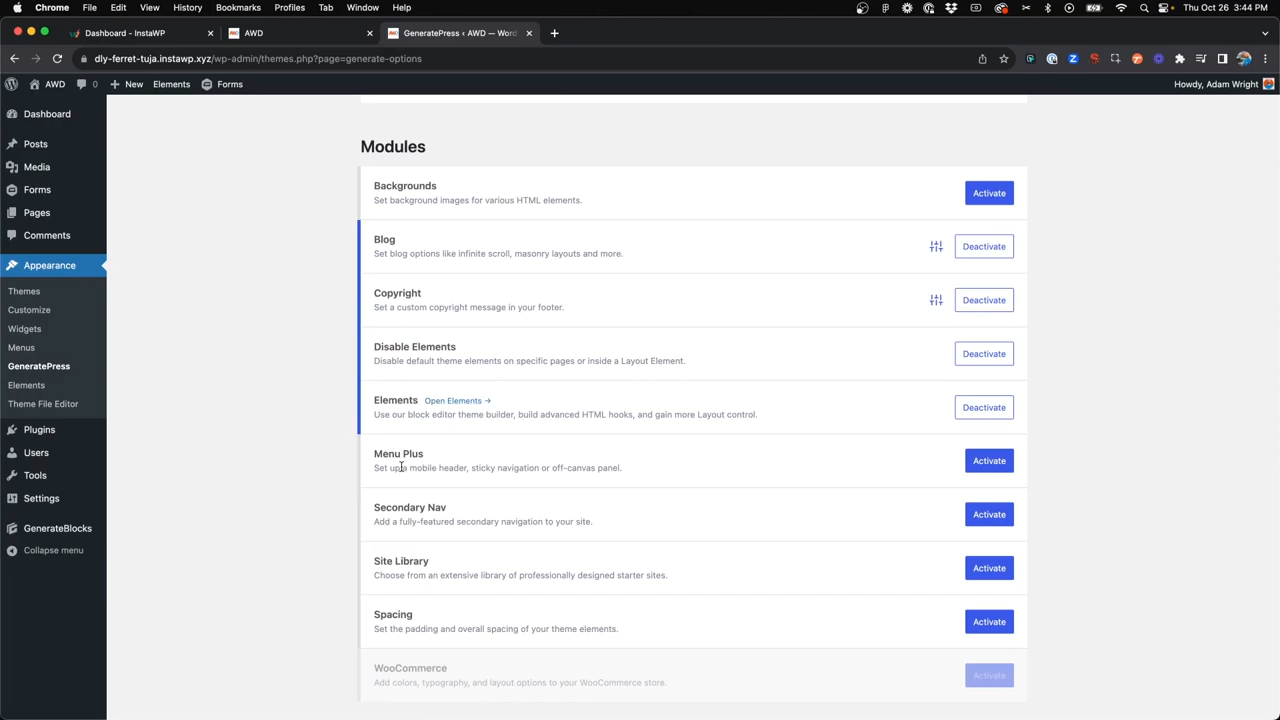 Chrome File Edit View History Bookmarks Profiles Tab Window Help Thu Oct 26 3:44 PM
Dashboard - InstaWP AWD GeneratePress ‹ AWD — Word
dly-ferret-tuja.instawp.xyz/wp-admin/themes.php?page=generate-options
AWD 0 New Elements Forms Howdy, Adam Wright
Dashboard
Posts
Media
Forms
Pages
Comments
Appearance
Themes
Customize
Widgets
Menus
GeneratePress
Elements
Theme File Editor
Plugins
Users
Tools
Settings
GenerateBlocks
Collapse menu
Modules
Backgrounds
Set background images for various HTML elements.
Activate
Blog
Set blog options like infinite scroll, masonry layouts and more.
Deactivate
Copyright
Set a custom copyright message in your footer.
Deactivate
Disable Elements
Disable default theme elements on specific pages or inside a Layout Element.
Deactivate
Elements Open Elements →
Use our block editor theme builder, build advanced HTML hooks, and gain more Layout control.
Deactivate
Menu Plus
Set up a mobile header, sticky navigation or off-canvas panel.
Activate
Secondary Nav
Add a fully-featured secondary navigation to your site.
Activate
Site Library
Choose from an extensive library of professionally designed starter sites.
Activate
Spacing
Set the padding and overall spacing of your theme elements.
Activate
WooCommerce
Add colors, typography, and layout options to your WooCommerce store.
Activate